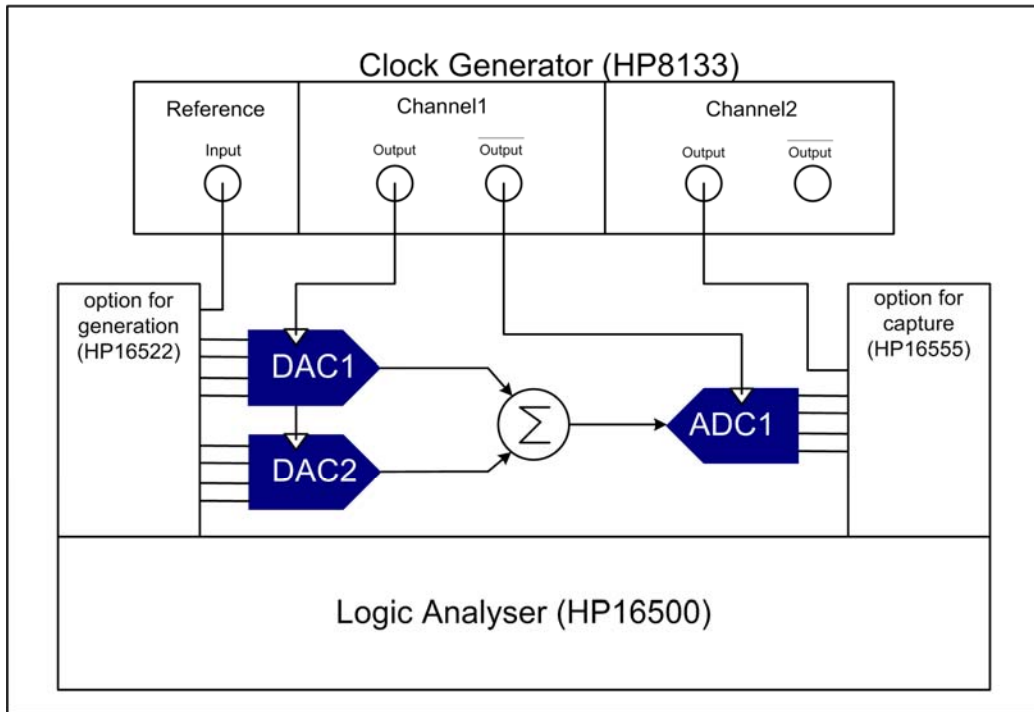 Clock Generator (HP8133)
Reference
Channel1
Channel2
Input
Output
Output
Output
Output
option for
generation
(HP16522)
option for
capture
(HP16555)
DAC1
Σ
ADC1
DAC2
Logic Analyser (HP16500)